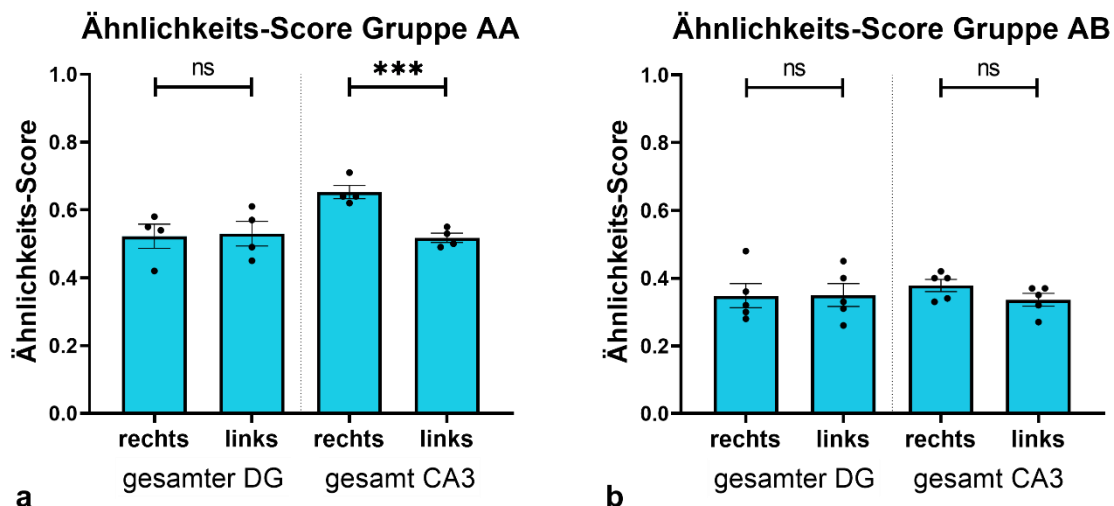 Ähnlichkeits-Score Gruppe AA
ns
***
Ähnlichkeits-Score
1.0
0.8
0.6
0.4
0.2
0.0
rechts links rechts links
gesamter DG gesamt CA3
a
Ähnlichkeits-Score Gruppe AB
ns
ns
Ähnlichkeits-Score
1.0
0.8
0.6
0.4
0.2
0.0
rechts links rechts links
gesamter DG gesamt CA3
b